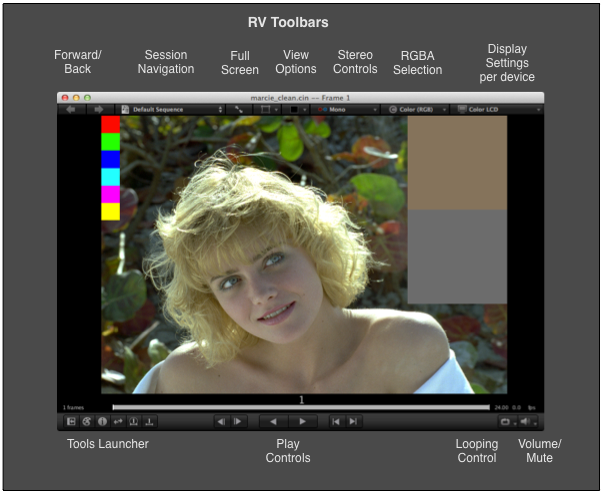 RV Toolbars
Forward/
Back
Session
Navigation
Full
Screen
View
Options
Stereo
Controls
RGBA
Selection
Display
Settings
per device
marcie_clean.cin –– Frame 1
Default Sequence
Mono
Color (RGB)
Color LCD
1
1 frames
24.00 0.0 fps
Tools Launcher
Play
Controls
Looping
Control
Volume/
Mute